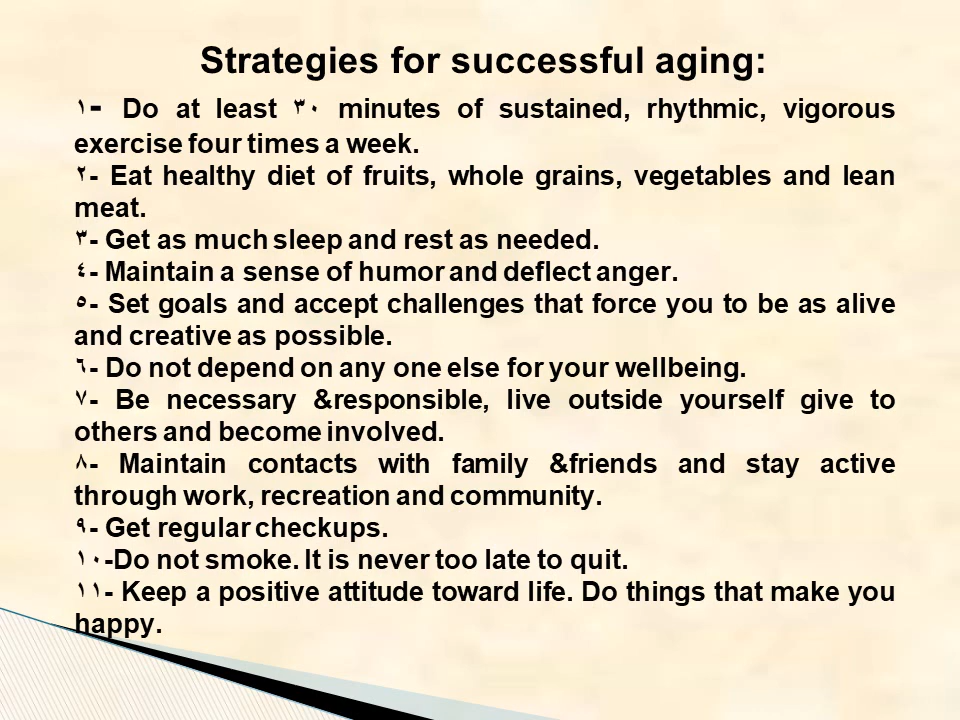 Strategies for successful aging:
١- Do at least ٣٠ minutes of sustained, rhythmic, vigorous
exercise four times a week.
٢- Eat healthy diet of fruits, whole grains, vegetables and lean
meat.
٣- Get as much sleep and rest as needed.
٤- Maintain a sense of humor and deflect anger.
٥- Set goals and accept challenges that force you to be as alive
and creative as possible.
٦- Do not depend on any one else for your wellbeing.
٧- Be necessary &responsible, live outside yourself give to
others and become involved.
٨- Maintain contacts with family &friends and stay active
through work, recreation and community.
٩- Get regular checkups.
١٠-Do not smoke. It is never too late to quit.
١١- Keep a positive attitude toward life. Do things that make you
happy.